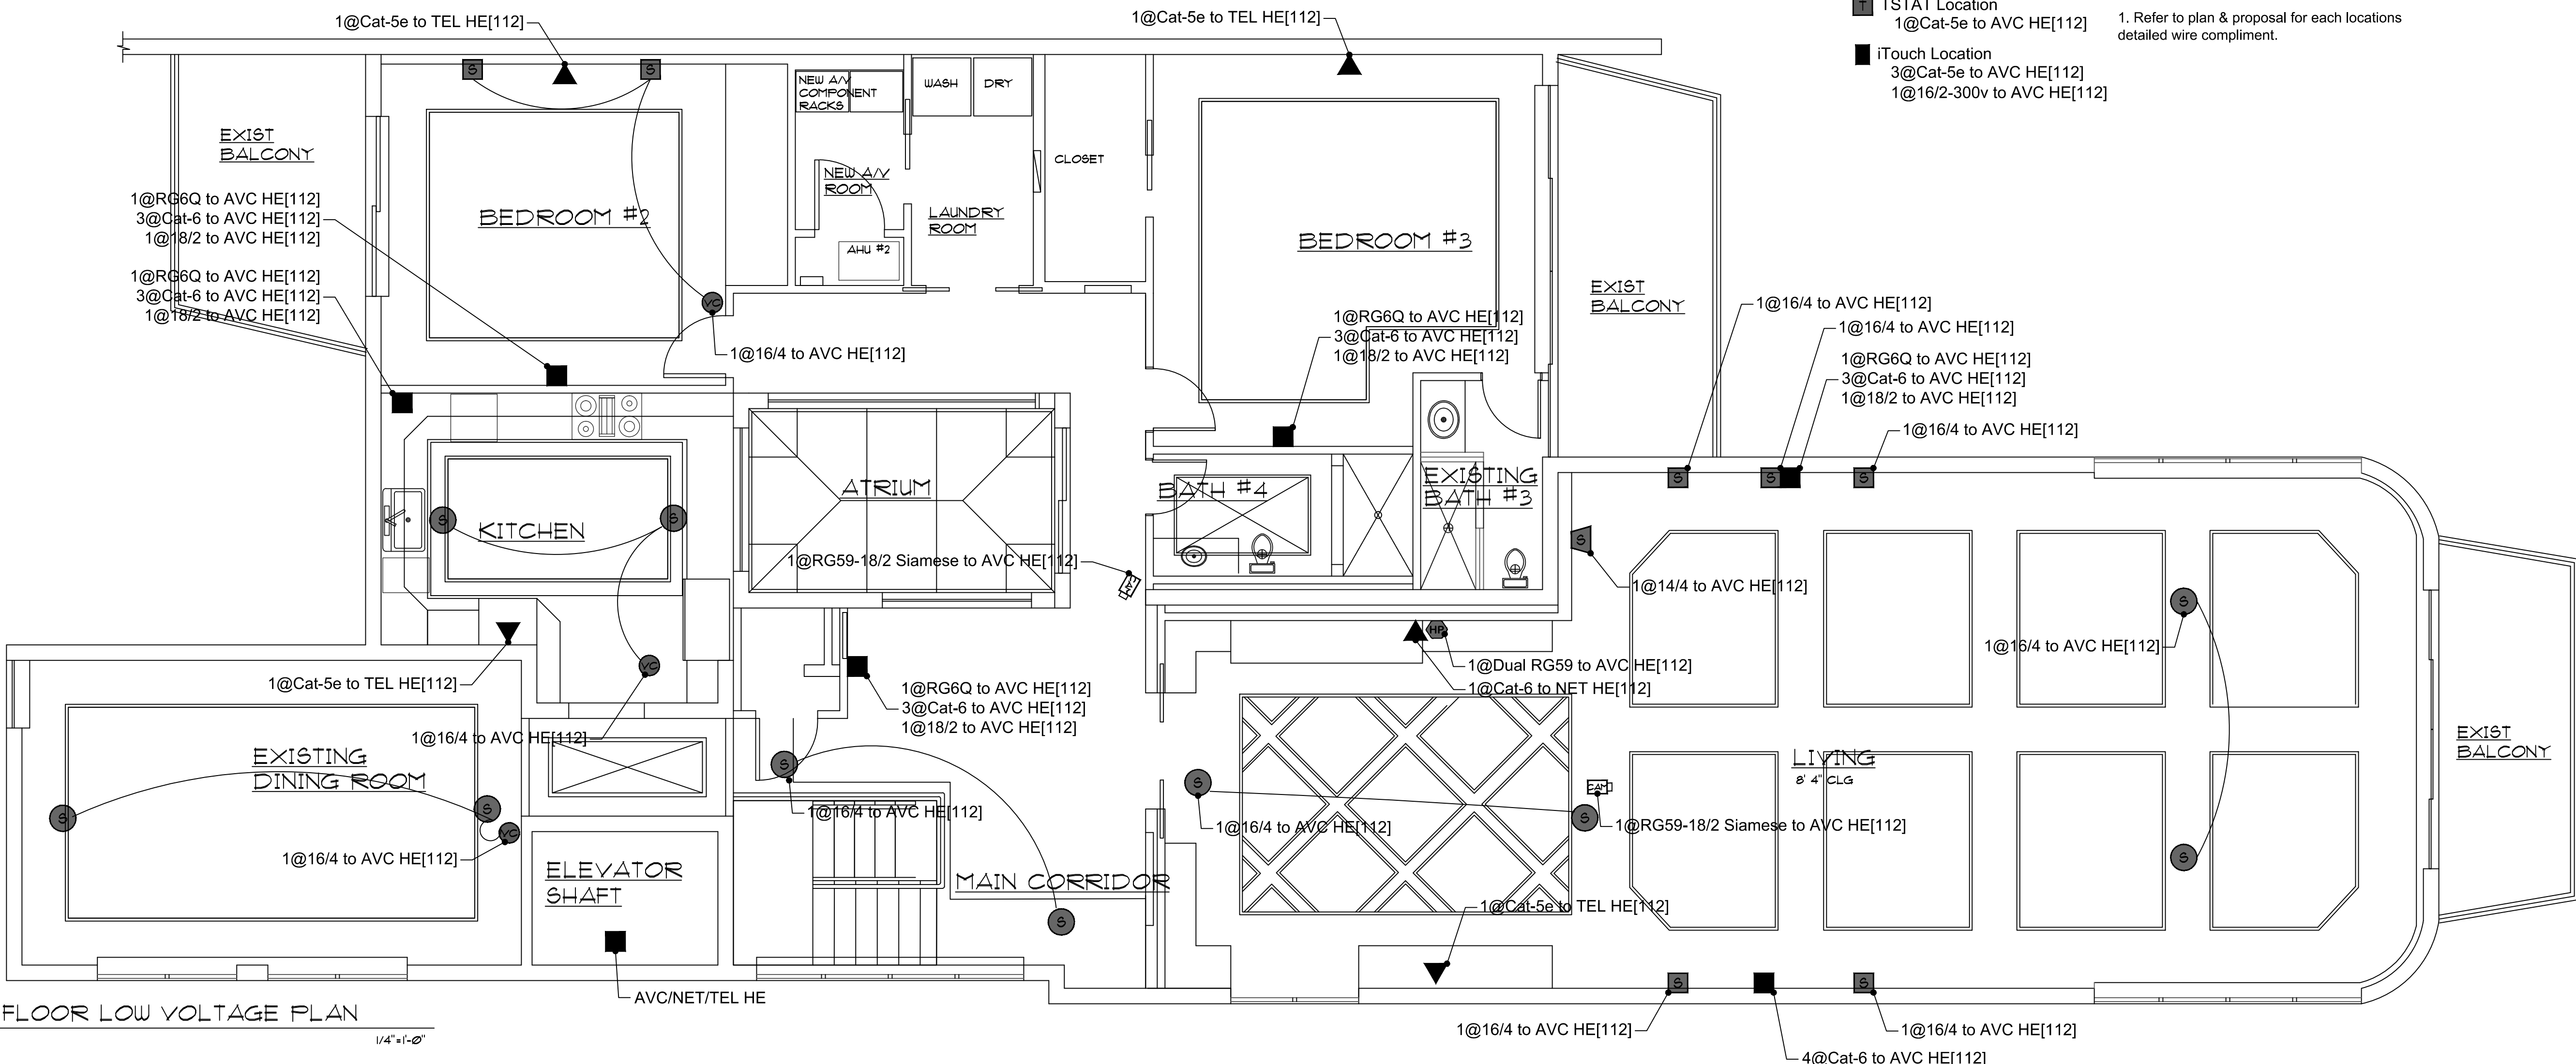 1@Cat-5e to TEL HE[112]
1@Cat-5e to TEL HE[112]
T
TSTAT Location
1@Cat-5e to AVC HE[112]
1. Refer to plan & proposal for each locations
detailed wire compliment.
iTouch Location
3@Cat-5e to AVC HE[112]
1@16/2-300v to AVC HE[112]
S
S
NEW A/V
COMPONENT
RACKS
WASH
DRY
EXIST
BALCONY
CLOSET
NEW A/V
ROOM
1@RG6Q to AVC HE[112]
3@Cat-6 to AVC HE[112]
1@18/2 to AVC HE[112]
BEDROOM #2
LAUNDRY
ROOM
AHU #2
BEDROOM #3
1@RG6Q to AVC HE[112]
3@Cat-6 to AVC HE[112]
1@18/2 to AVC HE[112]
VC
1@16/4 to AVC HE[112]
EXIST
BALCONY
1@RG6Q to AVC HE[112]
3@Cat-6 to AVC HE[112]
1@18/2 to AVC HE[112]
1@16/4 to AVC HE[112]
1@16/4 to AVC HE[112]
1@RG6Q to AVC HE[112]
3@Cat-6 to AVC HE[112]
1@18/2 to AVC HE[112]
1@16/4 to AVC HE[112]
S
S
S
ATRIUM
BATH #4
EXISTING
BATH #3
S
S
KITCHEN
S
1@RG59-18/2 Siamese to AVC HE[112]
CAM
1@14/4 to AVC HE[112]
S
1@16/4 to AVC HE[112]
HP
1@Dual RG59 to AVC HE[112]
1@Cat-6 to NET HE[112]
VC
1@Cat-5e to TEL HE[112]
1@RG6Q to AVC HE[112]
3@Cat-6 to AVC HE[112]
1@18/2 to AVC HE[112]
1@16/4 to AVC HE[112]
EXISTING
DINING ROOM
S
S
VC
1@16/4 to AVC HE[112]
S
1@16/4 to AVC HE[112]
S
1@16/4 to AVC HE[112]
S
CAM
1@RG59-18/2 Siamese to AVC HE[112]
LIVING
8' 4" CLG
EXIST
BALCONY
S
ELEVATOR
SHAFT
MAIN CORRIDOR
S
1@Cat-5e to TEL HE[112]
AVC/NET/TEL HE
S
S
1@16/4 to AVC HE[112]
1@16/4 to AVC HE[112]
4@Cat-6 to AVC HE[112]
FLOOR LOW VOLTAGE PLAN
1/4"=1'-0"